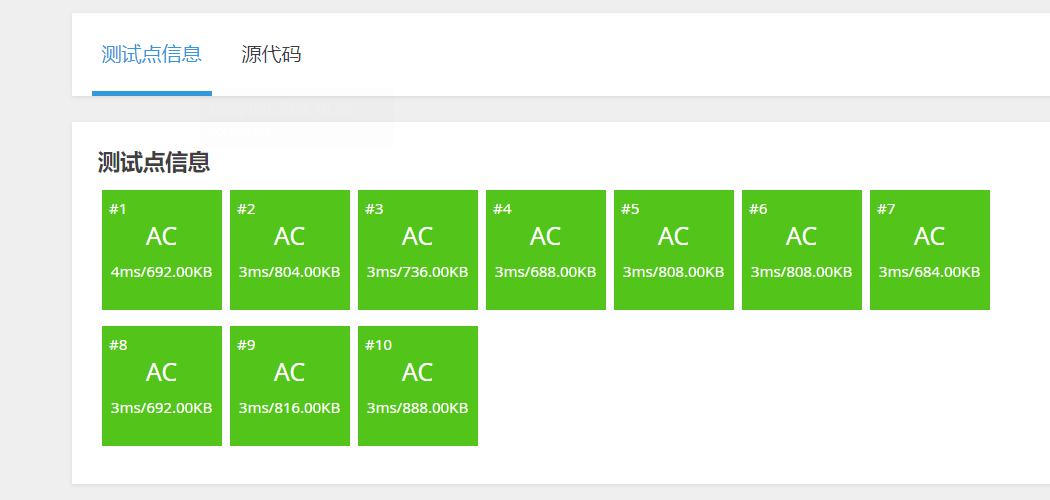 测试点信息 源代码
测试点信息
#1 #2 #3 #4 #5 #6 #7
AC AC AC AC AC AC AC
4ms/692.00KB 3ms/804.00KB 3ms/736.00KB 3ms/688.00KB 3ms/808.00KB 3ms/808.00KB 3ms/684.00KB
#8 #9 #10
AC AC AC
3ms/692.00KB 3ms/816.00KB 3ms/888.00KB